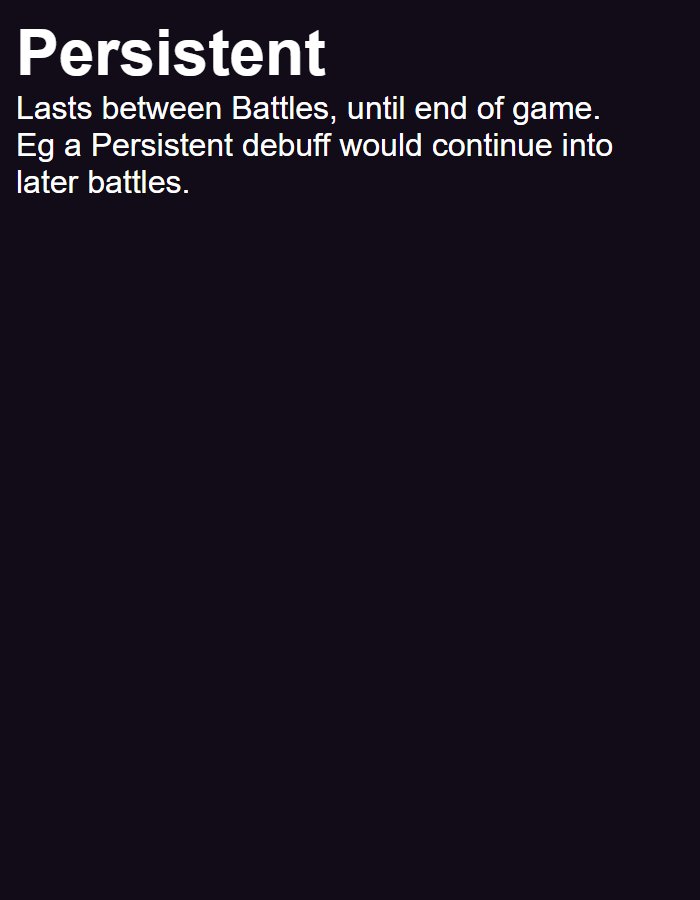 Persistent
Lasts between Battles, until end of game.
Eg a Persistent debuff would continue into
later battles.